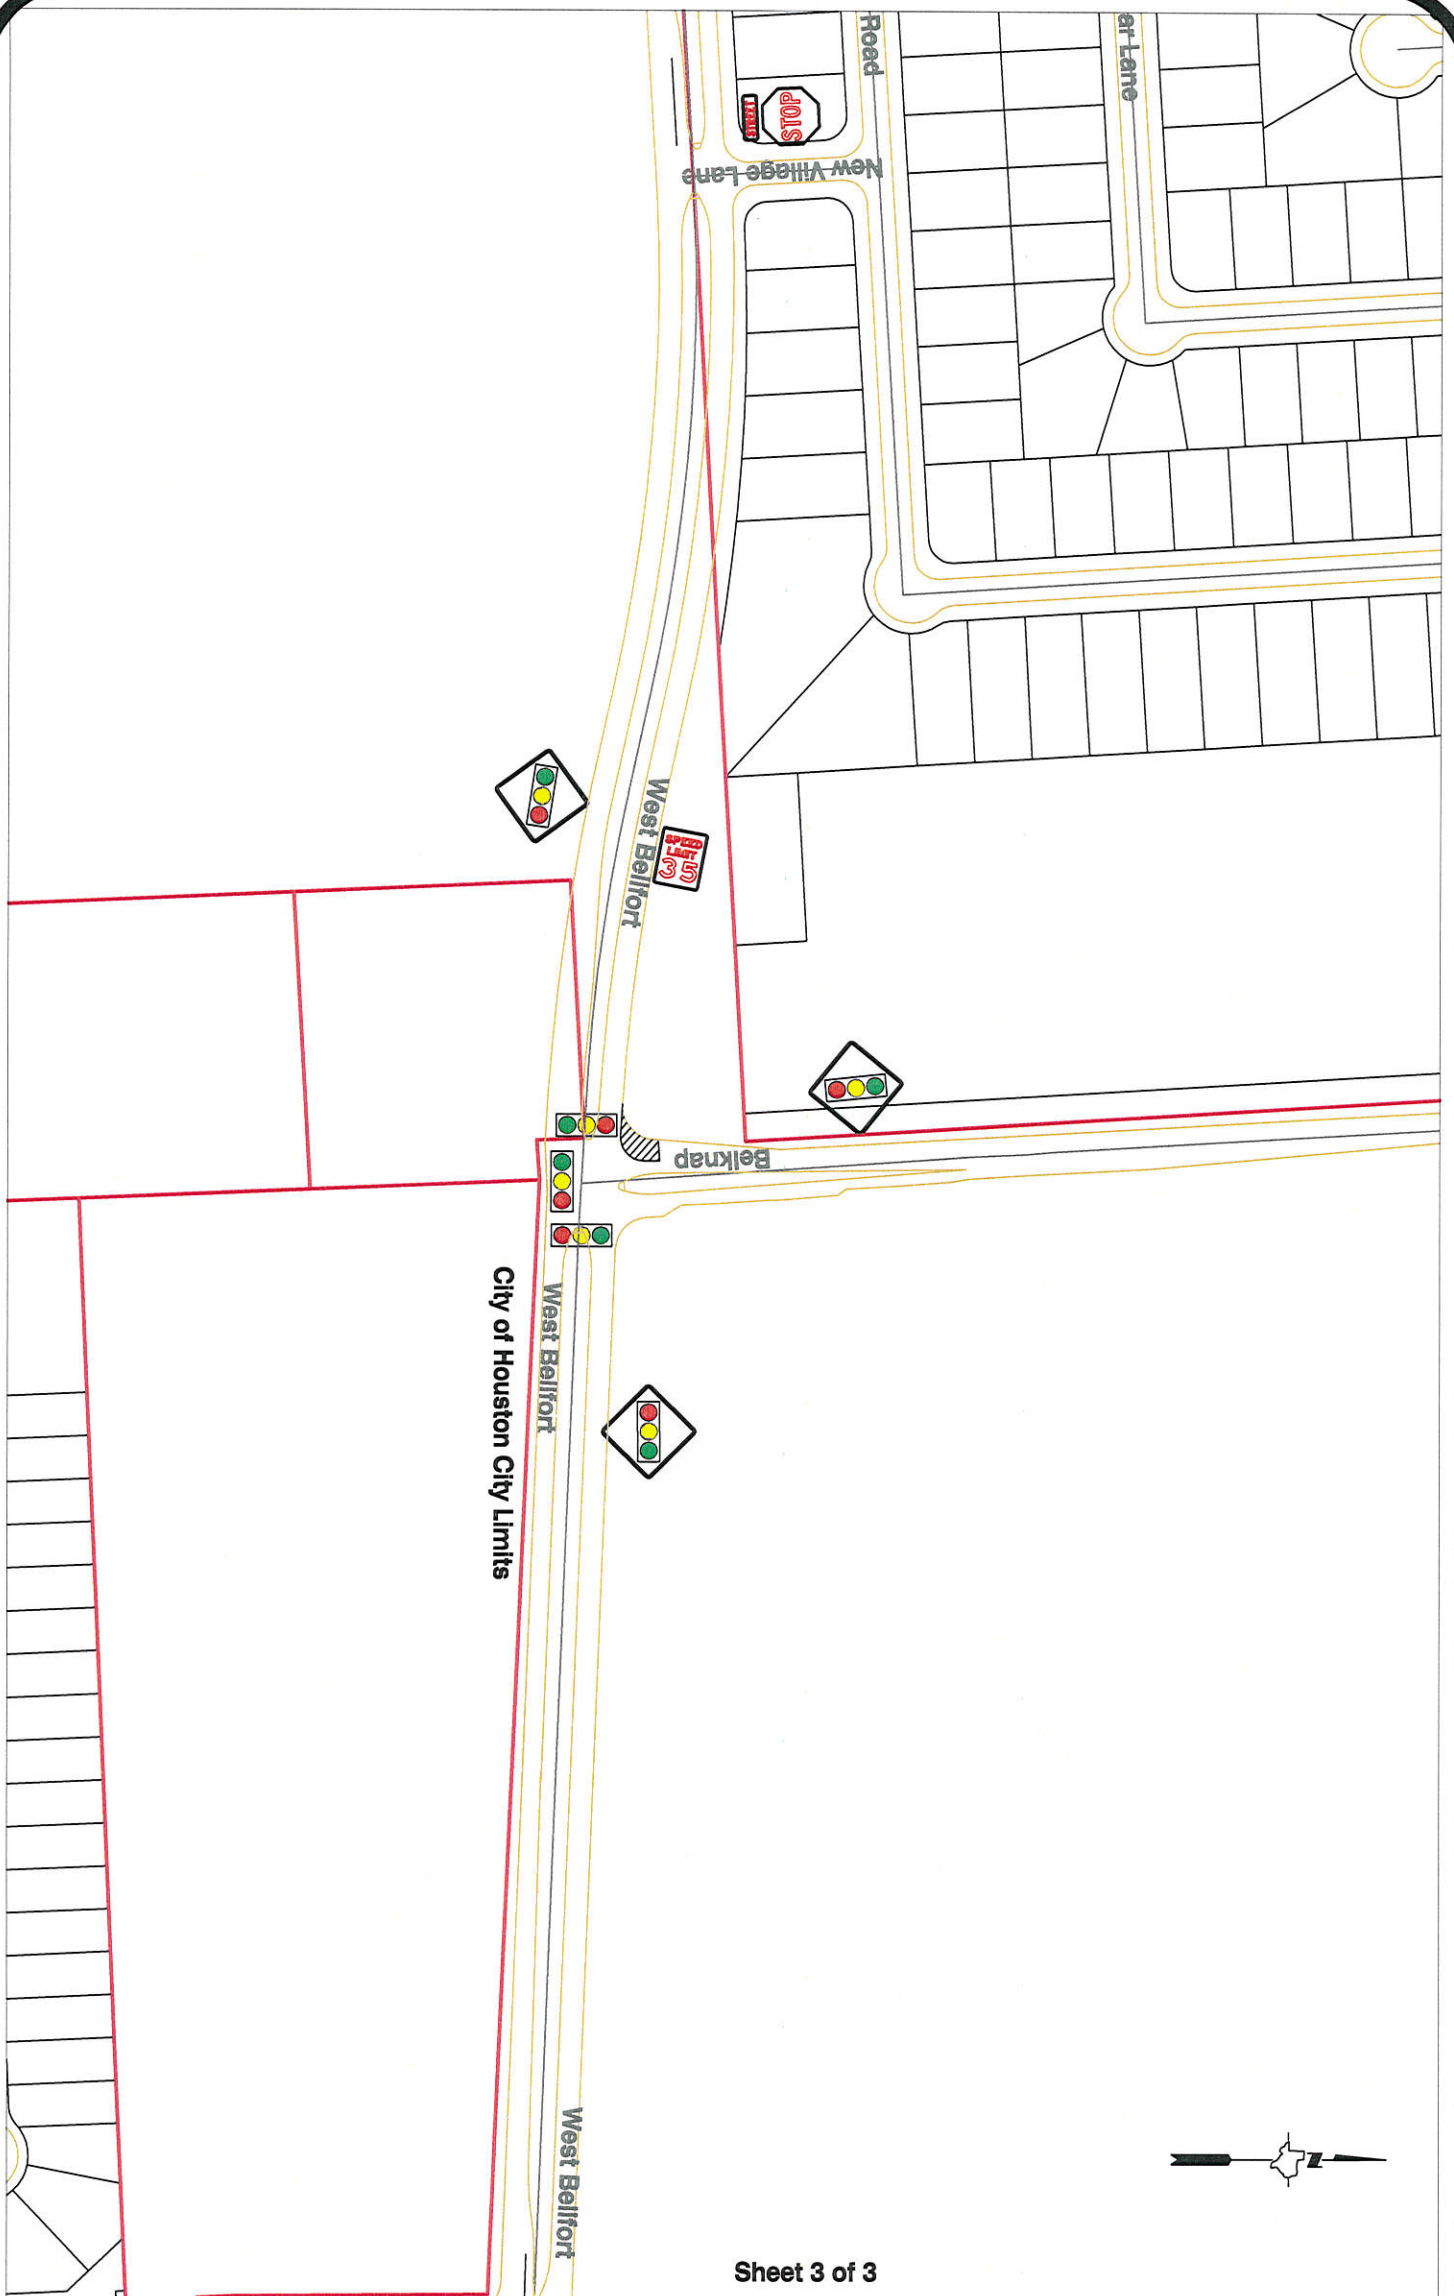 Road
ar Lane
STOP
STREET
New Village Lane
West Bellfort
SPEED
LIMIT
35
Belknap
West Bellfort
City of Houston City Limits
West Bellfort
N
Sheet 3 of 3